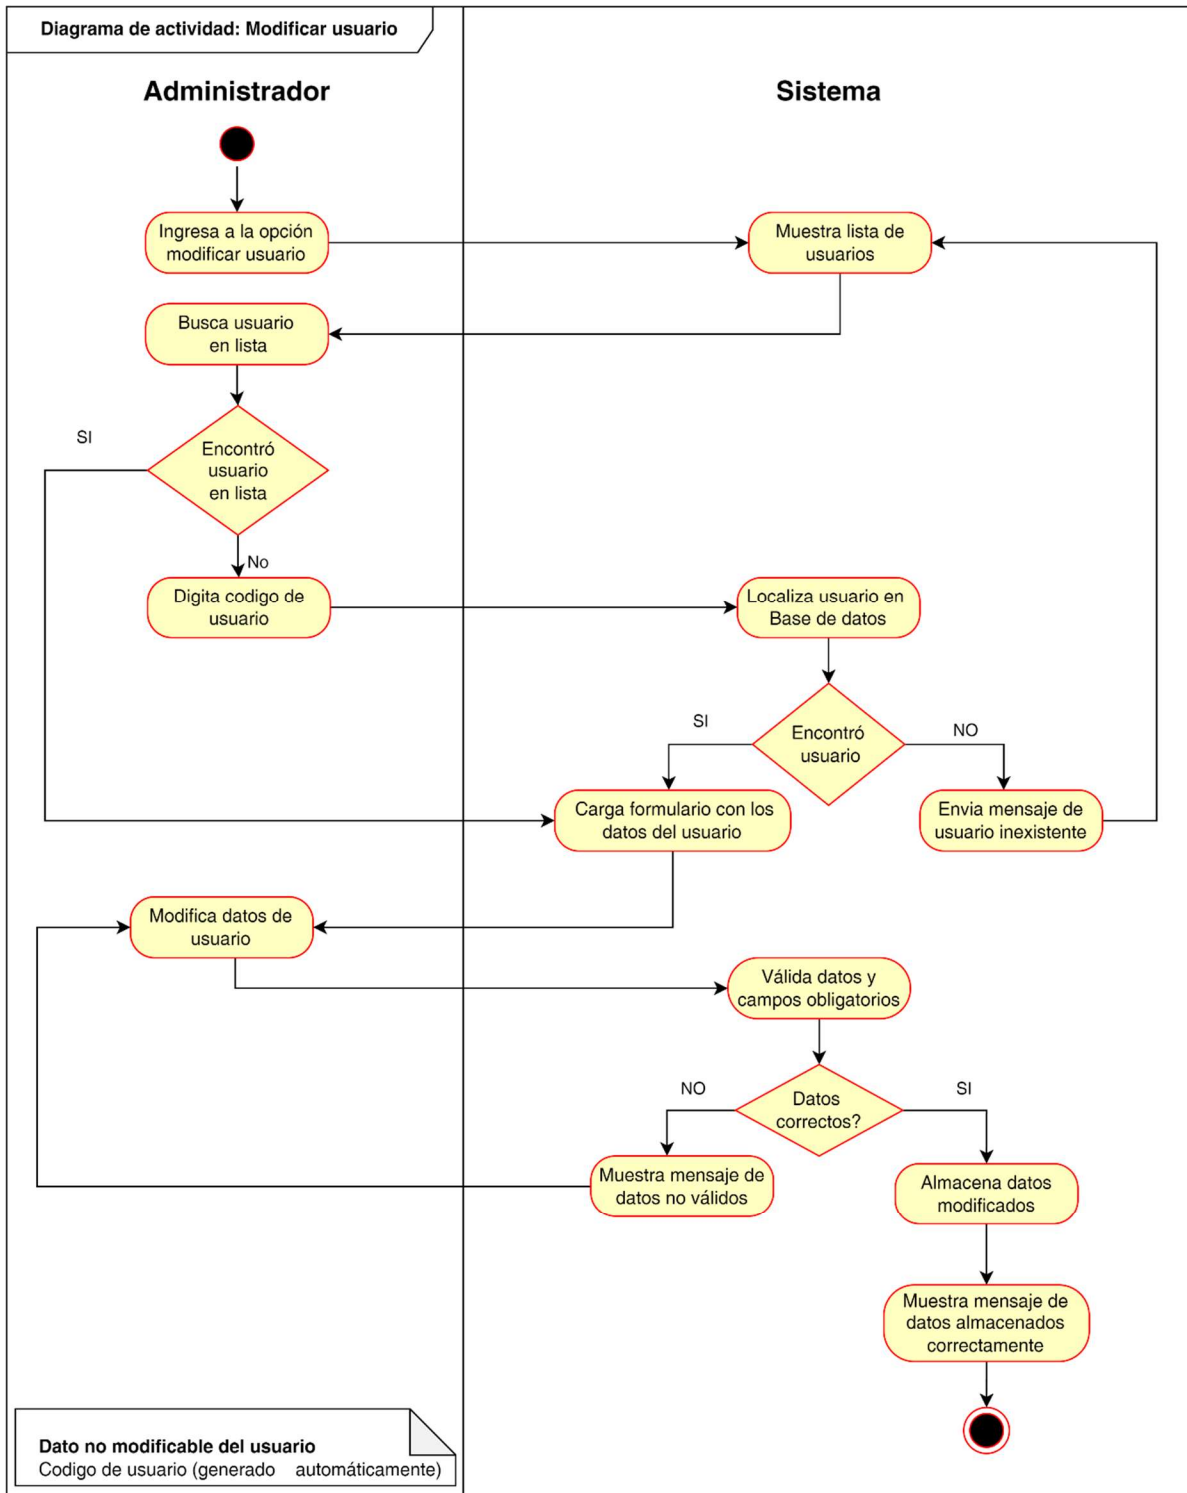 Diagrama de actividad: Modificar usuario
Administrador
Sistema
Ingresa a la opción
modificar usuario
Muestra lista de
usuarios
Busca usuario
en lista
SI
Encontró
usuario
en lista
No
Digita codigo de
usuario
Localiza usuario en
Base de datos
SI
Encontró
usuario
NO
Carga formulario con los
datos del usuario
Envia mensaje de
usuario inexistente
Modifica datos de
usuario
Válida datos y
campos obligatorios
NO
Datos
correctos?
SI
Muestra mensaje de
datos no válidos
Almacena datos
modificados
Muestra mensaje de
datos almacenados
correctamente
Dato no modificable del usuario
Codigo de usuario (generado automáticamente)